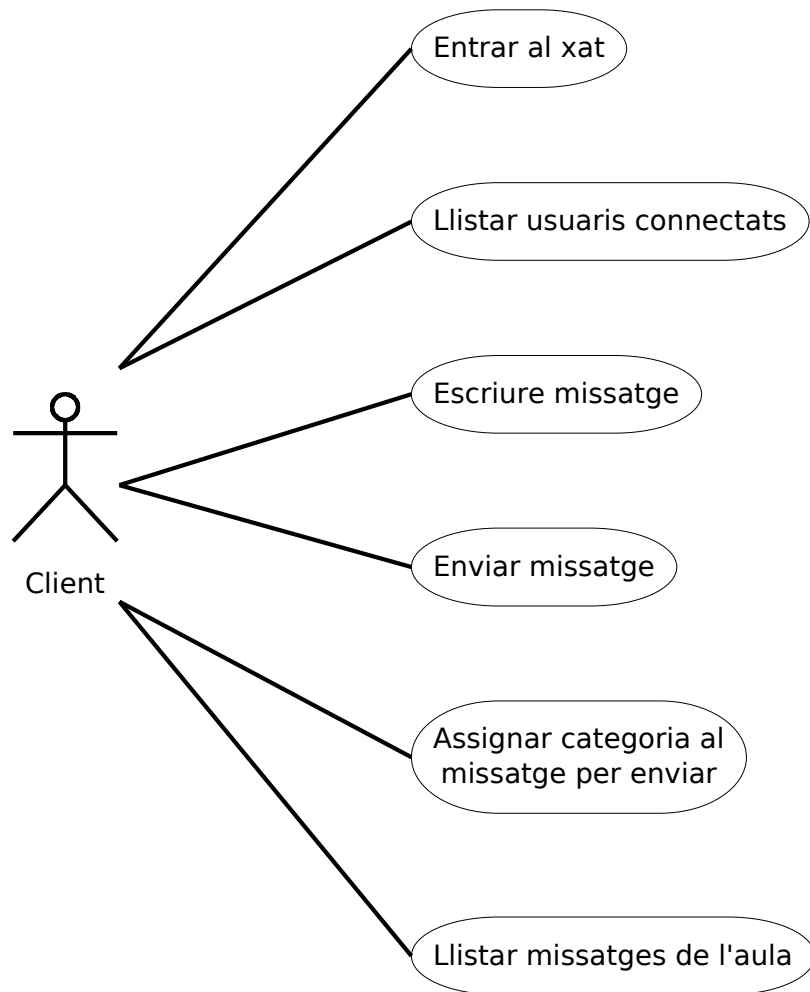 Entrar al xat
Llistar usuaris connectats
Escriure missatge
Enviar missatge
Client
Assignar categoria al
missatge per enviar
Llistar missatges de l'aula